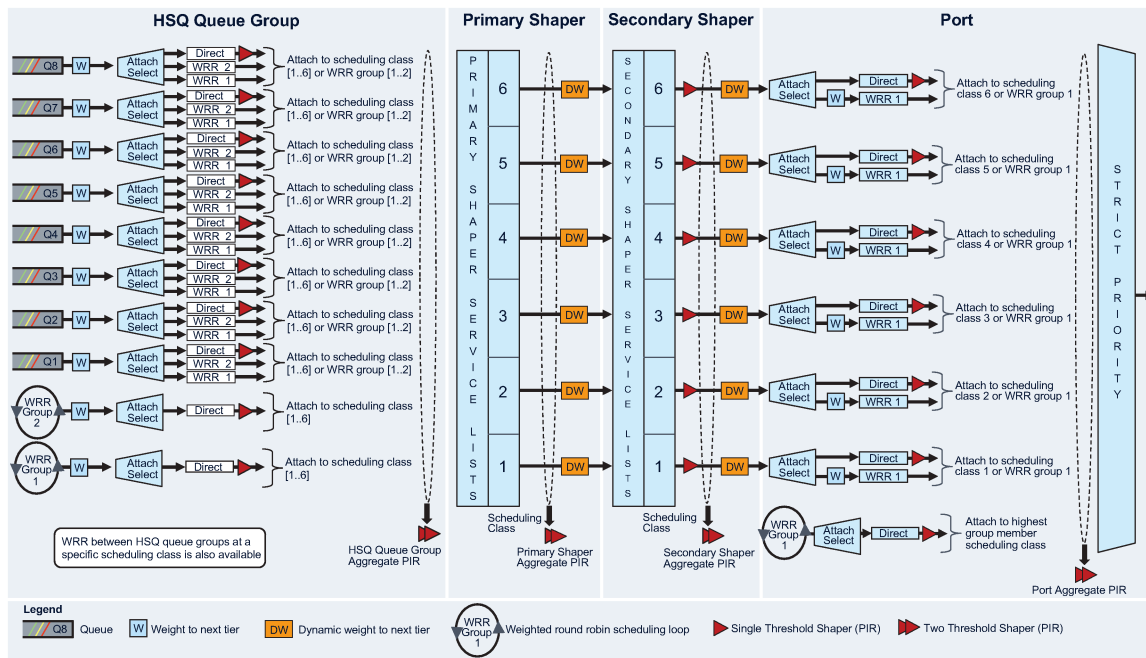 HSQ Queue Group
Primary Shaper
Secondary Shaper
Port
Q8
W
Attach
Select
Direct
WRR 2
WRR 1
Attach to scheduling class
[1..6] or WRR group [1..2]
Q7
W
Attach
Select
Direct
WRR 2
WRR 1
Attach to scheduling class
[1..6] or WRR group [1..2]
Q6
W
Attach
Select
Direct
WRR 2
WRR 1
Attach to scheduling class
[1..6] or WRR group [1..2]
Q5
W
Attach
Select
Direct
WRR 2
WRR 1
Attach to scheduling class
[1..6] or WRR group [1..2]
Q4
W
Attach
Select
Direct
WRR 2
WRR 1
Attach to scheduling class
[1..6] or WRR group [1..2]
Q3
W
Attach
Select
Direct
WRR 2
WRR 1
Attach to scheduling class
[1..6] or WRR group [1..2]
Q2
W
Attach
Select
Direct
WRR 2
WRR 1
Attach to scheduling class
[1..6] or WRR group [1..2]
Q1
W
Attach
Select
Direct
WRR 2
WRR 1
Attach to scheduling class
[1..6] or WRR group [1..2]
WRR
Group
2
W
Attach
Select
Direct
Attach to scheduling class
[1..6]
WRR
Group
1
W
Attach
Select
Direct
Attach to scheduling class
[1..6]
WRR between HSQ queue groups at a
specific scheduling class is also available
HSQ Queue Group
Aggregate PIR
PRIMARY SHAPER SERVICE LISTS
6
DW
5
DW
4
DW
3
DW
2
DW
1
DW
Scheduling
Class
Primary Shaper
Aggregate PIR
SECONDARY SHAPER SERVICE LISTS
6
DW
5
DW
4
DW
3
DW
2
DW
1
DW
Scheduling
Class
Secondary Shaper
Aggregate PIR
Attach
Select
Direct
W
WRR 1
Attach to scheduling
class 6 or WRR group 1
Attach
Select
Direct
W
WRR 1
Attach to scheduling
class 5 or WRR group 1
Attach
Select
Direct
W
WRR 1
Attach to scheduling
class 4 or WRR group 1
Attach
Select
Direct
W
WRR 1
Attach to scheduling
class 3 or WRR group 1
Attach
Select
Direct
W
WRR 1
Attach to scheduling
class 2 or WRR group 1
Attach
Select
Direct
W
WRR 1
Attach to scheduling
class 1 or WRR group 1
WRR
Group
1
Attach
Select
Direct
Attach to highest
group member
scheduling class
STRICT PRIORITY
Port Aggregate PIR
Legend
Q8
Queue
W
Weight to next tier
DW
Dynamic weight to next tier
WRR
Group
1
Weighted round robin scheduling loop
Single Threshold Shaper (PIR)
Two Threshold Shaper (PIR)